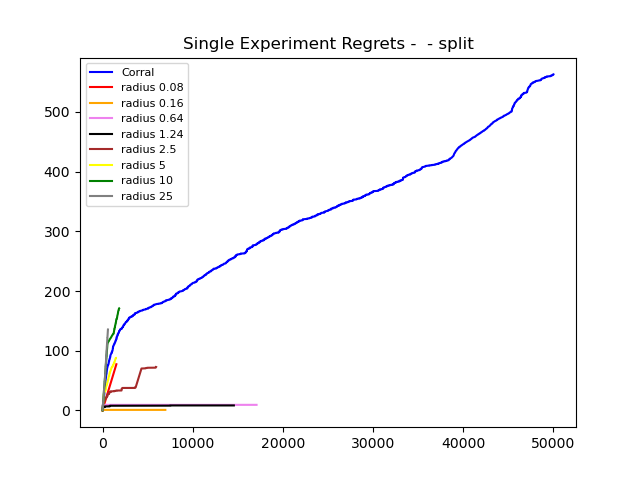 Single Experiment Regrets -  - split
Corral
radius 0.08
radius 0.16
radius 0.64
radius 1.24
radius 2.5
radius 5
radius 10
radius 25
500
400
300
200
100
0
0 10000 20000 30000 40000 50000